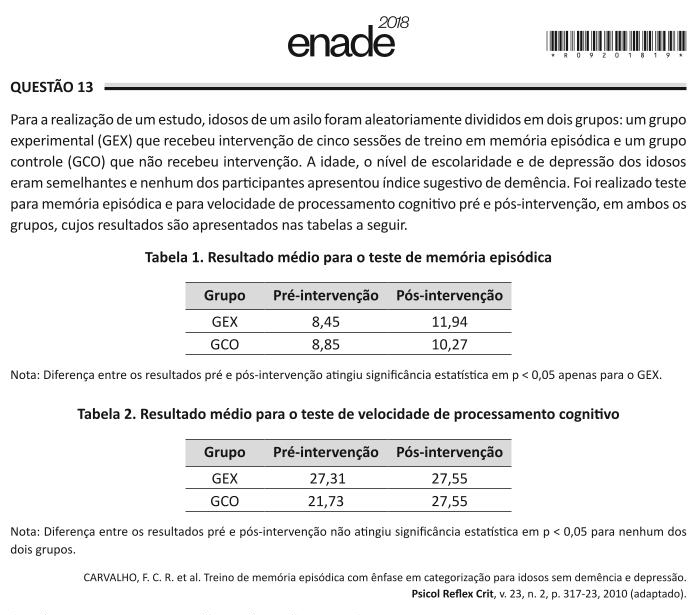 enade 2018
* R 0 9 2 0 1 8 1 9 *
QUESTÃO 13
Para a realização de um estudo, idosos de um asilo foram aleatoriamente divididos em dois grupos: um grupo
experimental (GEX) que recebeu intervenção de cinco sessões de treino em memória episódica e um grupo
controle (GCO) que não recebeu intervenção. A idade, o nível de escolaridade e de depressão dos idosos
eram semelhantes e nenhum dos participantes apresentou índice sugestivo de demência. Foi realizado teste
para memória episódica e para velocidade de processamento cognitivo pré e pós-intervenção, em ambos os
grupos, cujos resultados são apresentados nas tabelas a seguir.
Tabela 1. Resultado médio para o teste de memória episódica
Grupo Pré-intervenção Pós-intervenção
GEX 8,45 11,94
GCO 8,85 10,27
Nota: Diferença entre os resultados pré e pós-intervenção atingiu significância estatística em p < 0,05 apenas para o GEX.
Tabela 2. Resultado médio para o teste de velocidade de processamento cognitivo
Grupo Pré-intervenção Pós-intervenção
GEX 27,31 27,55
GCO 21,73 27,55
Nota: Diferença entre os resultados pré e pós-intervenção não atingiu significância estatística em p < 0,05 para nenhum dos
dois grupos.
CARVALHO, F. C. R. et al. Treino de memória episódica com ênfase em categorização para idosos sem demência e depressão.
Psicol Reflex Crit, v. 23, n. 2, p. 317-23, 2010 (adaptado).